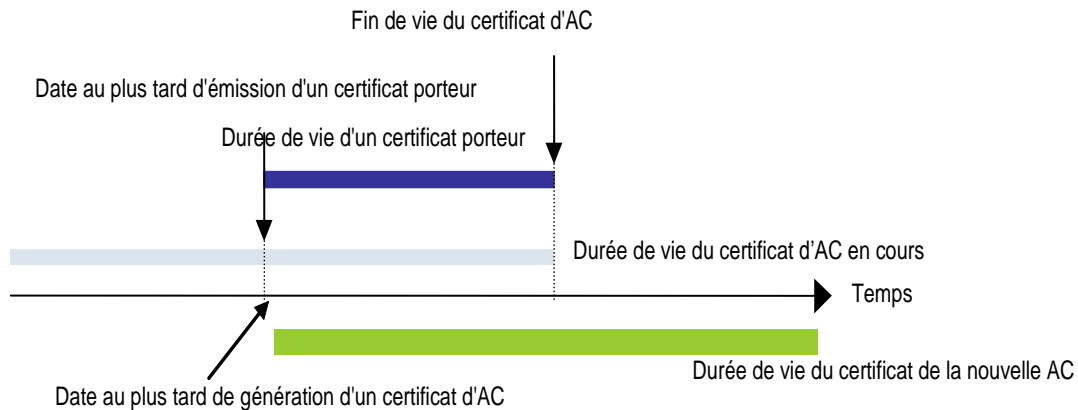 Fin de vie du certificat d'AC
Date au plus tard d'émission d'un certificat porteur
Durée de vie d'un certificat porteur
Durée de vie du certificat d'AC en cours
Temps
Durée de vie du certificat de la nouvelle AC
Date au plus tard de génération d'un certificat d'AC